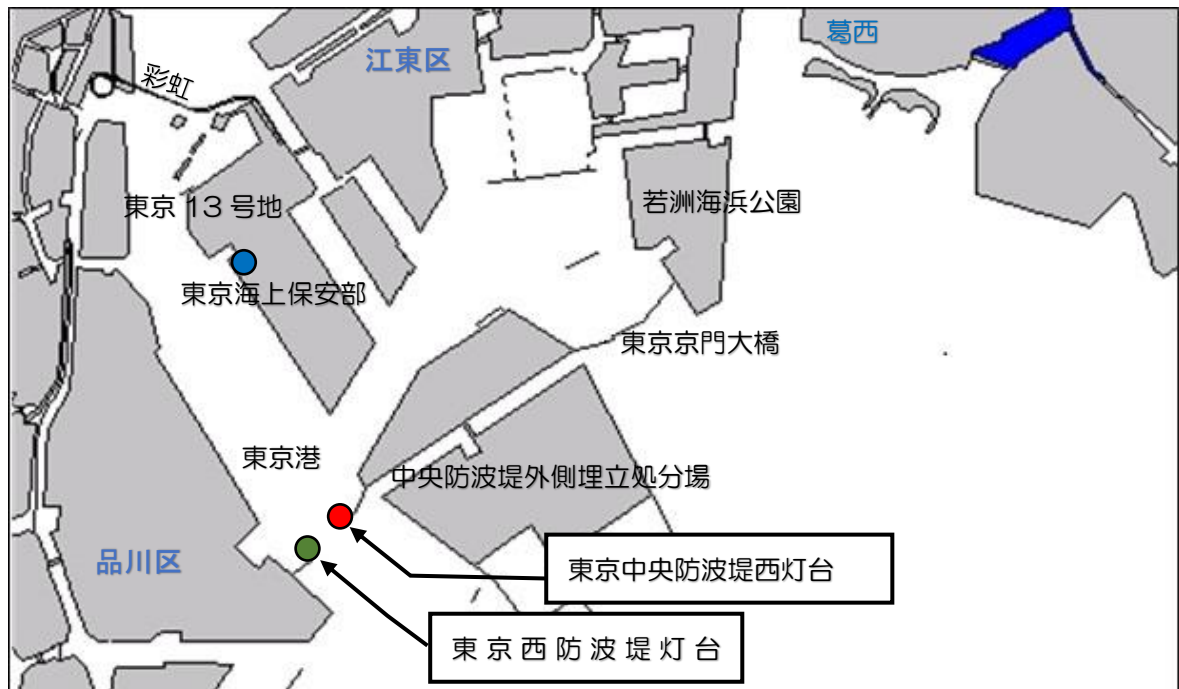 葛西
江東区
彩虹
東京 13 号地
若洲海浜公園
東京海上保安部
東京京門大橋
東京港
中央防波堤外側埋立処分場
品川区
東京中央防波堤西灯台
東 京 西 防 波 堤 灯 台